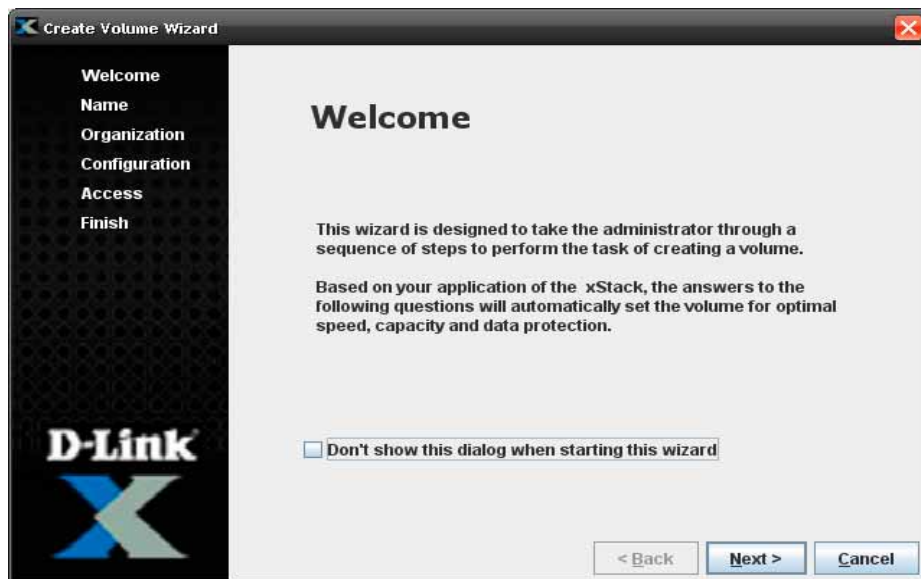 Create Volume Wizard
Welcome
Name
Organization
Configuration
Access
Finish
Welcome
This wizard is designed to take the administrator through a
sequence of steps to perform the task of creating a volume.
Based on your application of the xStack, the answers to the
following questions will automatically set the volume for optimal
speed, capacity and data protection.
Don't show this dialog when starting this wizard
D-Link
< Back
Next >
Cancel